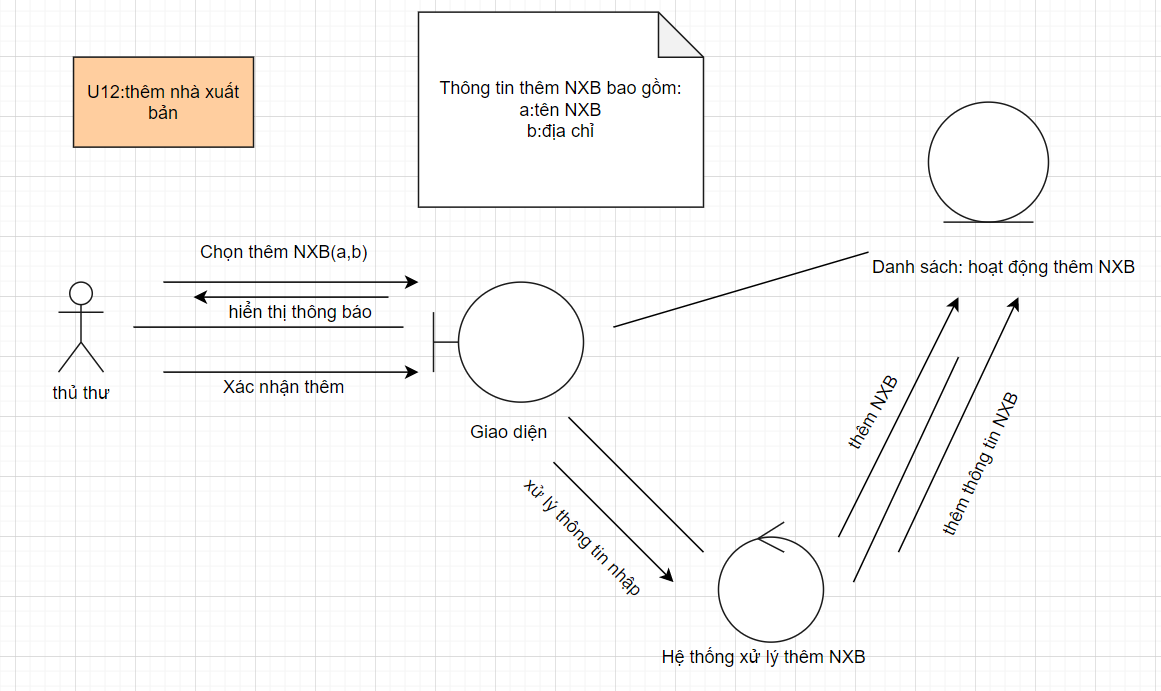 U12:thêm nhà xuất
bản
Thông tin thêm NXB bao gồm:
a:tên NXB
b:địa chỉ
Chọn thêm NXB(a,b)
hiển thị thông báo
Xác nhận thêm
thủ thư
Giao diện
Danh sách: hoạt động thêm NXB
thêm NXB
thêm thông tin NXB
xử lý thông tin nhập
Hệ thống xử lý thêm NXB